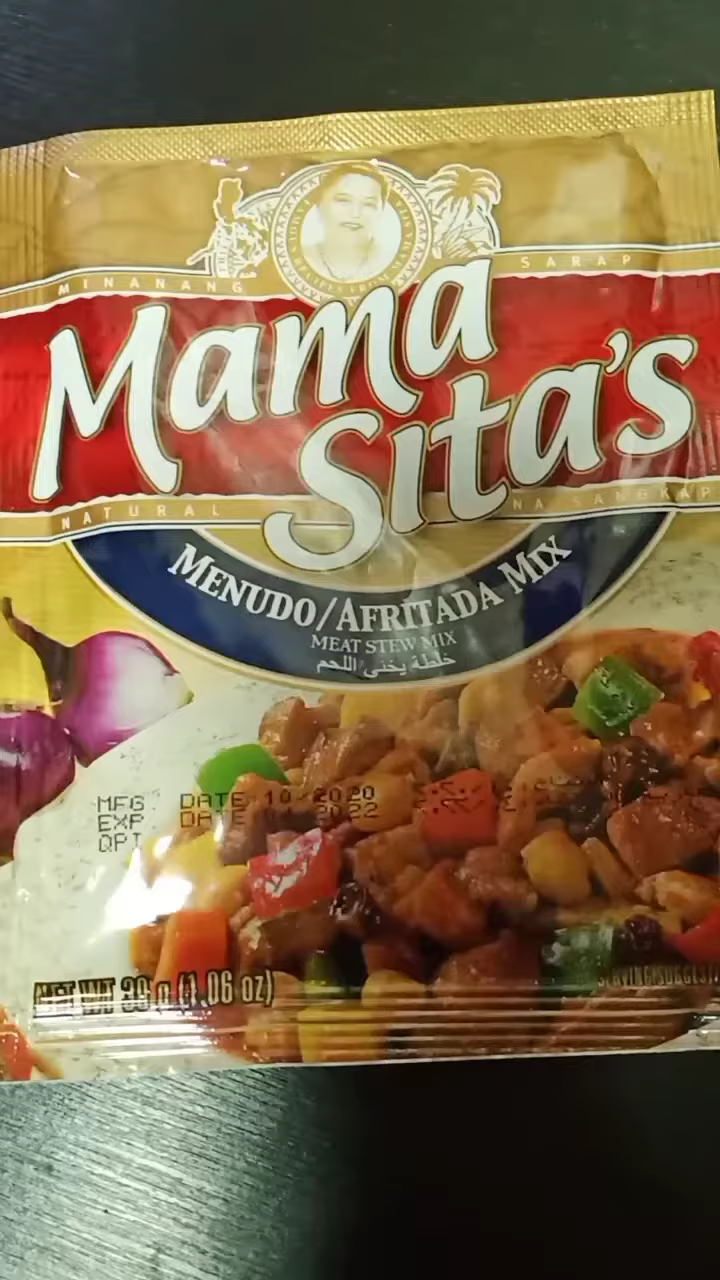 MINANANG SARAP
Mama
Sita's
NATURAL NA SANGKAP
MENUDO/AFRITADA MIX
MEAT STEW MIX
خلطة يخنى اللحم
MFG DATE 10 2020
EXP DATE 2022
QPI
NET WT 30 g (1.06 oz)